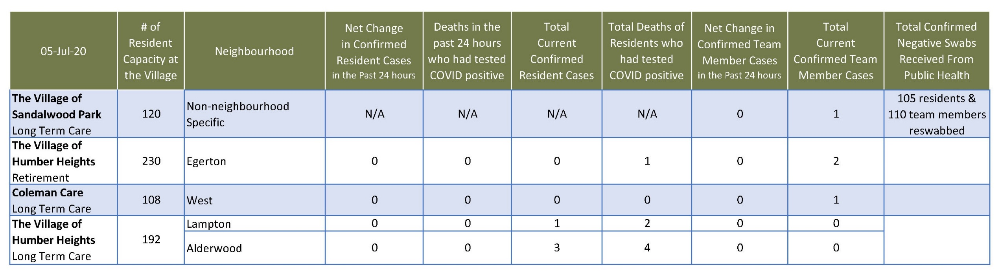 05-Jul-20
# of
Resident
Capacity at
the Village
Neighbourhood
Net Change
in Confirmed
Resident Cases
in the Past 24 hours
Deaths in the
past 24 hours
who had tested
COVID positive
Total
Current
Confirmed
Resident Cases
Total Deaths of
Residents who
had tested
COVID positive
Net Change in
Confirmed Team
Member Cases
in the Past 24 hours
Total
Current
Confirmed Team
Member Cases
Total Confirmed
Negative Swabs
Received From
Public Health
The Village of
Sandalwood Park
Long Term Care
120
Non-neighbourhood
Specific
N/A
N/A
N/A
N/A
0
1
105 residents &
110 team members
reswabbed
The Village of
Humber Heights
Retirement
230
Egerton
0
0
0
1
0
2
Coleman Care
Long Term Care
108
West
0
0
0
0
0
1
The Village of
Humber Heights
Long Term Care
192
Lampton
0
0
1
2
0
0
Alderwood
0
0
3
4
0
0